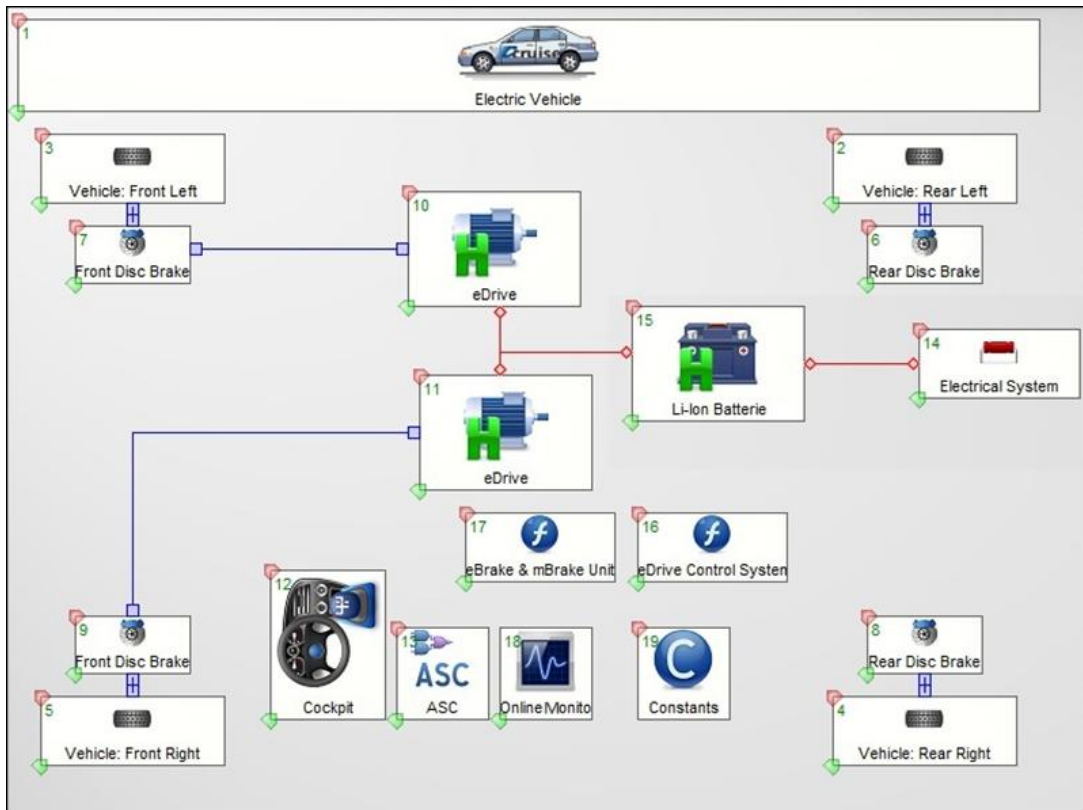 1
cruise
Electric Vehicle
3
Vehicle: Front Left
2
Vehicle: Rear Left
7
Front Disc Brake
10
eDrive
6
Rear Disc Brake
15
Li-Ion Batterie
14
Electrical System
11
eDrive
17
eBrake & mBrake Unit
16
eDrive Control System
12
Cockpit
13
ASC
ASC
18
Online Monito
19
C
Constants
9
Front Disc Brake
8
Rear Disc Brake
5
Vehicle: Front Right
4
Vehicle: Rear Right